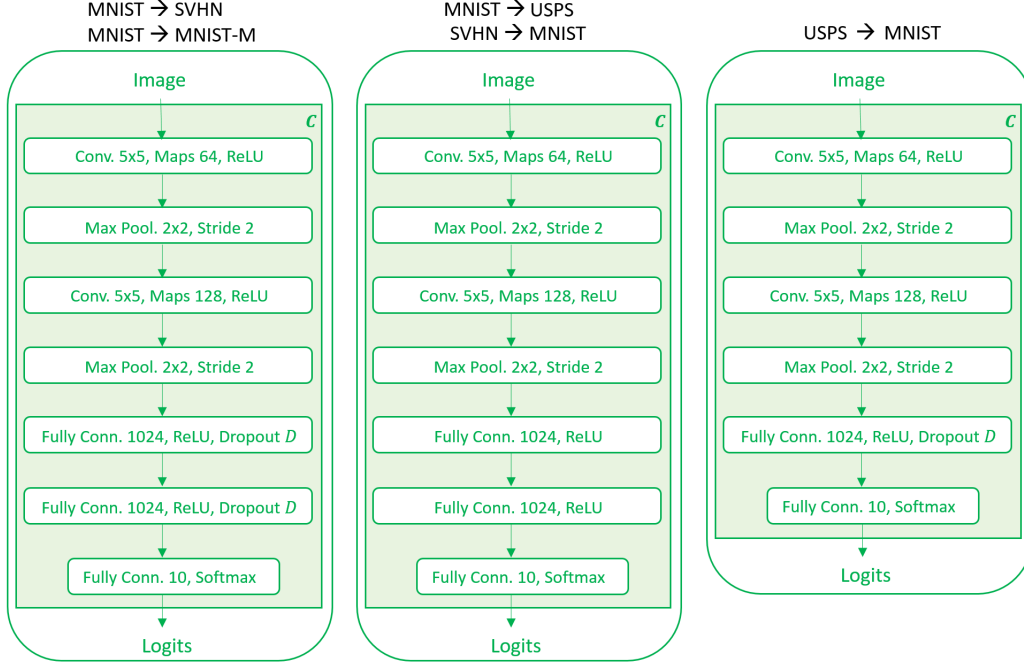 MNIST → SVHN
MNIST → MNIST-M
Image
C
Conv. 5x5, Maps 64, ReLU
Max Pool. 2x2, Stride 2
Conv. 5x5, Maps 128, ReLU
Max Pool. 2x2, Stride 2
Fully Conn. 1024, ReLU, Dropout D
Fully Conn. 1024, ReLU, Dropout D
Fully Conn. 10, Softmax
Logits
MNIST → USPS
SVHN → MNIST
Image
C
Conv. 5x5, Maps 64, ReLU
Max Pool. 2x2, Stride 2
Conv. 5x5, Maps 128, ReLU
Max Pool. 2x2, Stride 2
Fully Conn. 1024, ReLU
Fully Conn. 1024, ReLU
Fully Conn. 10, Softmax
Logits
USPS → MNIST
Image
C
Conv. 5x5, Maps 64, ReLU
Max Pool. 2x2, Stride 2
Conv. 5x5, Maps 128, ReLU
Max Pool. 2x2, Stride 2
Fully Conn. 1024, ReLU, Dropout D
Fully Conn. 10, Softmax
Logits